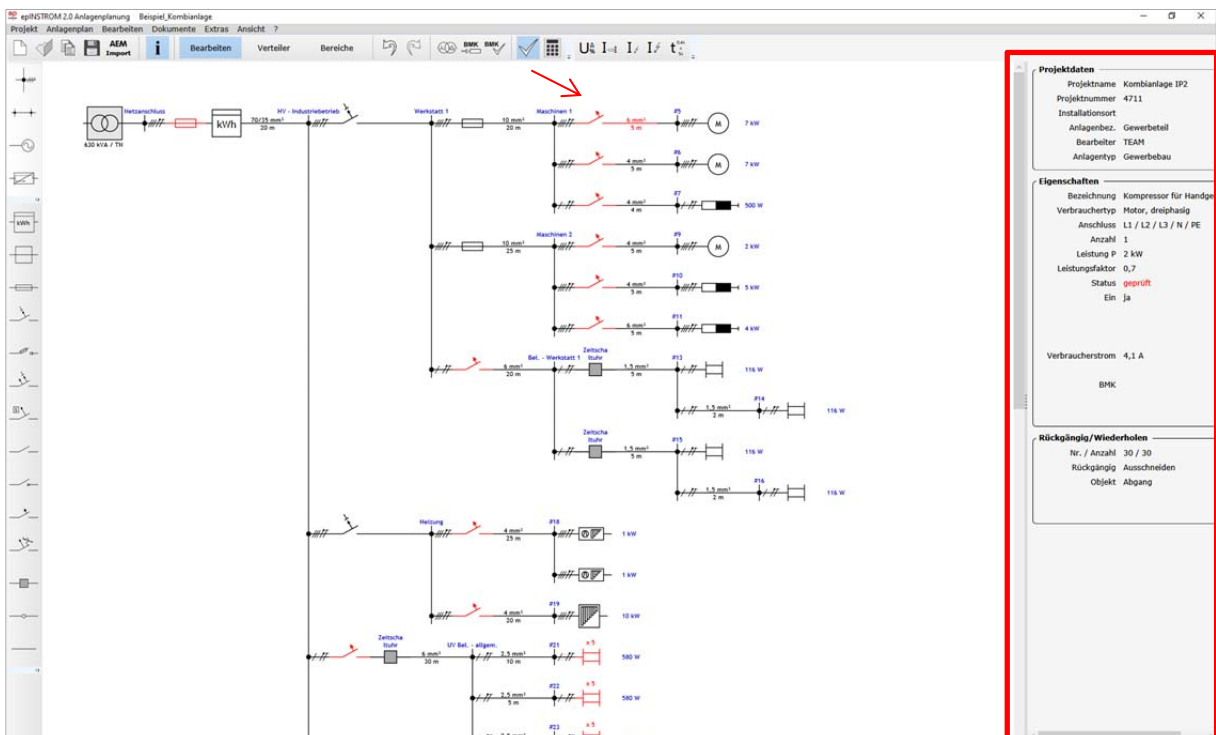 epINSTROM 2.0 Anlagenplanung Beispiel_Kombianlage
Projekt Anlagenplan Bearbeiten Dokumente Extras Ansicht ?
AEM Import
i
Bearbeiten Verteiler Bereiche
BMK BMK
Netzanschluss
kWh
630 kVA / TN
70/35 mm²
20 m
HV - Industriebetrieb
Werkstatt 1
10 mm²
20 m
Maschinen 1
6 mm²
5 m
#5
M
7 kW
4 mm²
5 m
#6
M
7 kW
4 mm²
4 m
#7
500 W
10 mm²
25 m
Maschinen 2
4 mm²
5 m
#9
M
2 kW
4 mm²
5 m
#10
5 kW
6 mm²
5 m
#11
4 kW
6 mm²
20 m
Bel. - Werkstatt 1
Zeitscha
ltuhr
1,5 mm²
5 m
#13
116 W
1,5 mm²
2 m
#14
116 W
Zeitscha
ltuhr
1,5 mm²
5 m
#15
116 W
1,5 mm²
2 m
#16
116 W
Heizung
4 mm²
25 m
#18
1 kW
1 kW
4 mm²
20 m
#19
10 kW
Zeitscha
ltuhr
6 mm²
30 m
UV Bel. - allgem.
2,5 mm²
10 m
#21
x 5
580 W
2,5 mm²
5 m
#22
x 5
580 W
2,5 mm²
#23
x 5
kWh
Projektdaten
Projektname Kombianlage IP2
Projektnummer 4711
Installationsort
Anlagenbez. Gewerbeteil
Bearbeiter TEAM
Anlagentyp Gewerbebau
Eigenschaften
Bezeichnung Kompressor für Handge
Verbrauchertyp Motor, dreiphasig
Anschluss L1 / L2 / L3 / N / PE
Anzahl 1
Leistung P 2 kW
Leistungsfaktor 0,7
Status geprüft
Ein ja
Verbraucherstrom 4,1 A
BMK
Rückgängig/Wiederholen
Nr. / Anzahl 30 / 30
Rückgängig Ausschneiden
Objekt Abgang